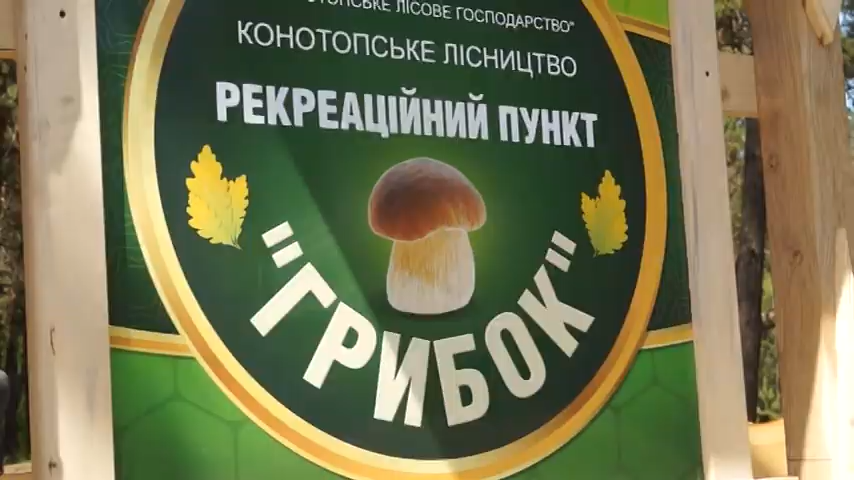 ЛІСОВЕ ГОСПОДАРСТВО"
КОНОТОПСЬКЕ ЛІСНИЦТВО
РЕКРЕАЦІЙНИЙ ПУНКТ
"ГРИБОК"